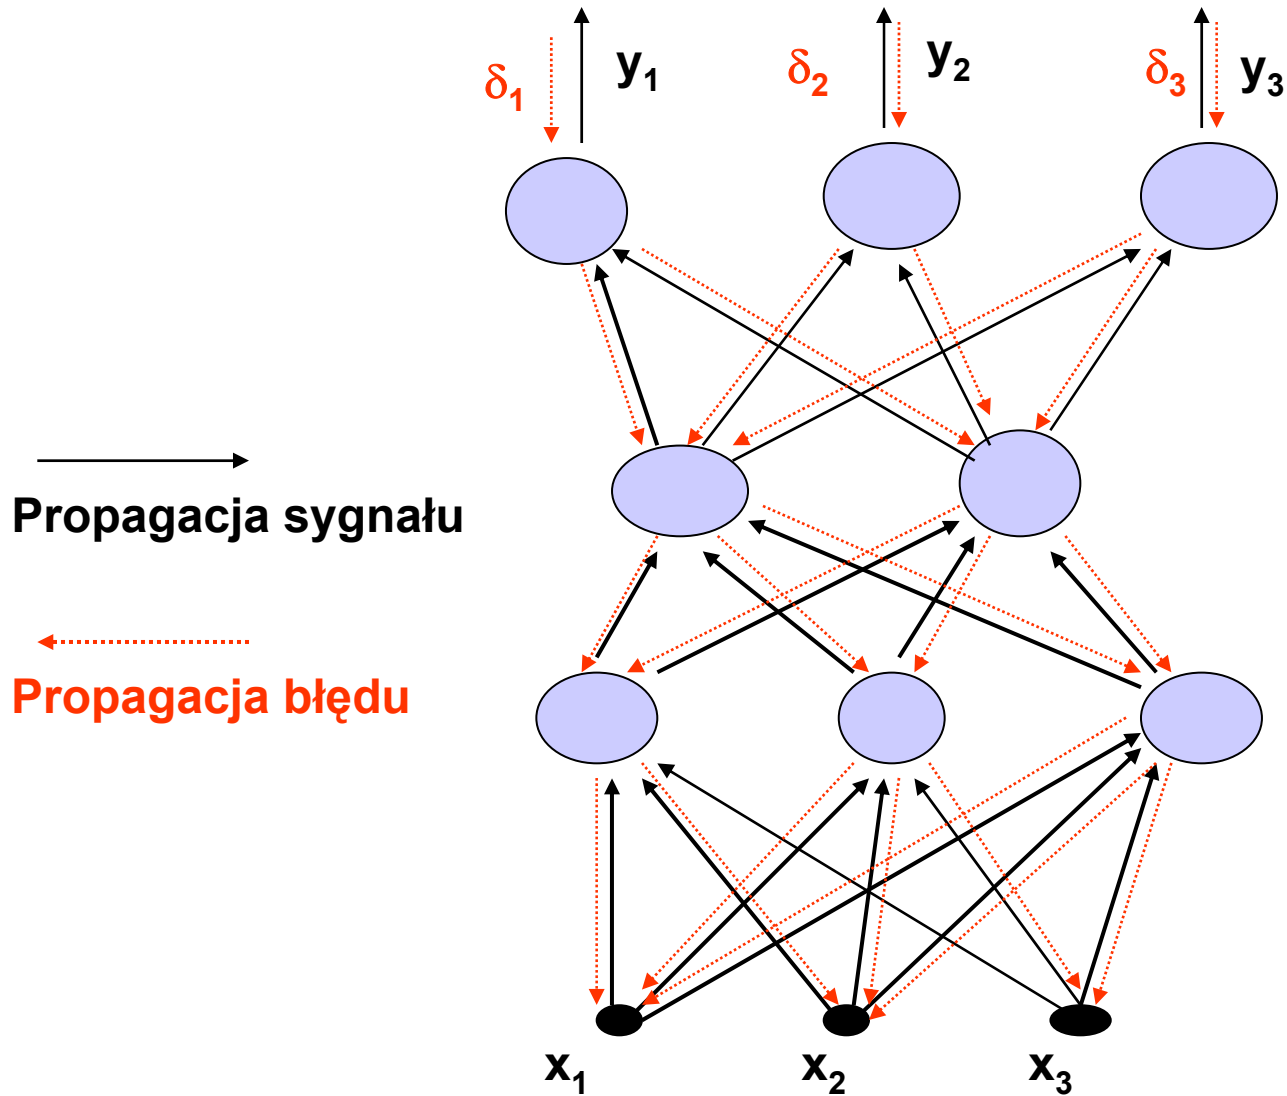 δ1 y1 δ2 y2 δ3 y3
Propagacja sygnału
Propagacja błędu
x1 x2 x3